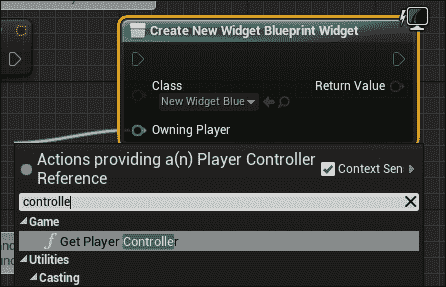 Create New Widget Blueprint Widget
Class
Return Value
New Widget Blue
Owning Player
Actions providing a(n) Player Controller
Reference
Context Sen
controlle
Game
f Get Player Controller
Utilities
Casting